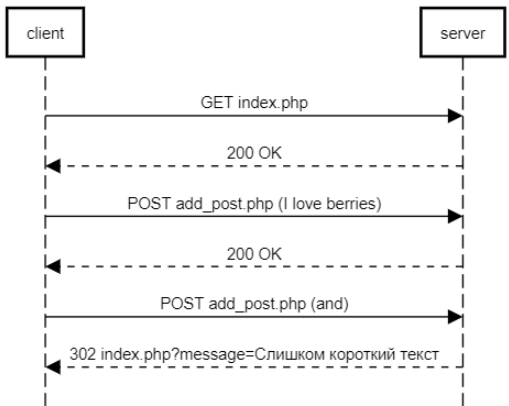 client
server
GET index.php
200 OK
POST add_post.php (I love berries)
200 OK
POST add_post.php (and)
302 index.php?message=Слишком короткий текст